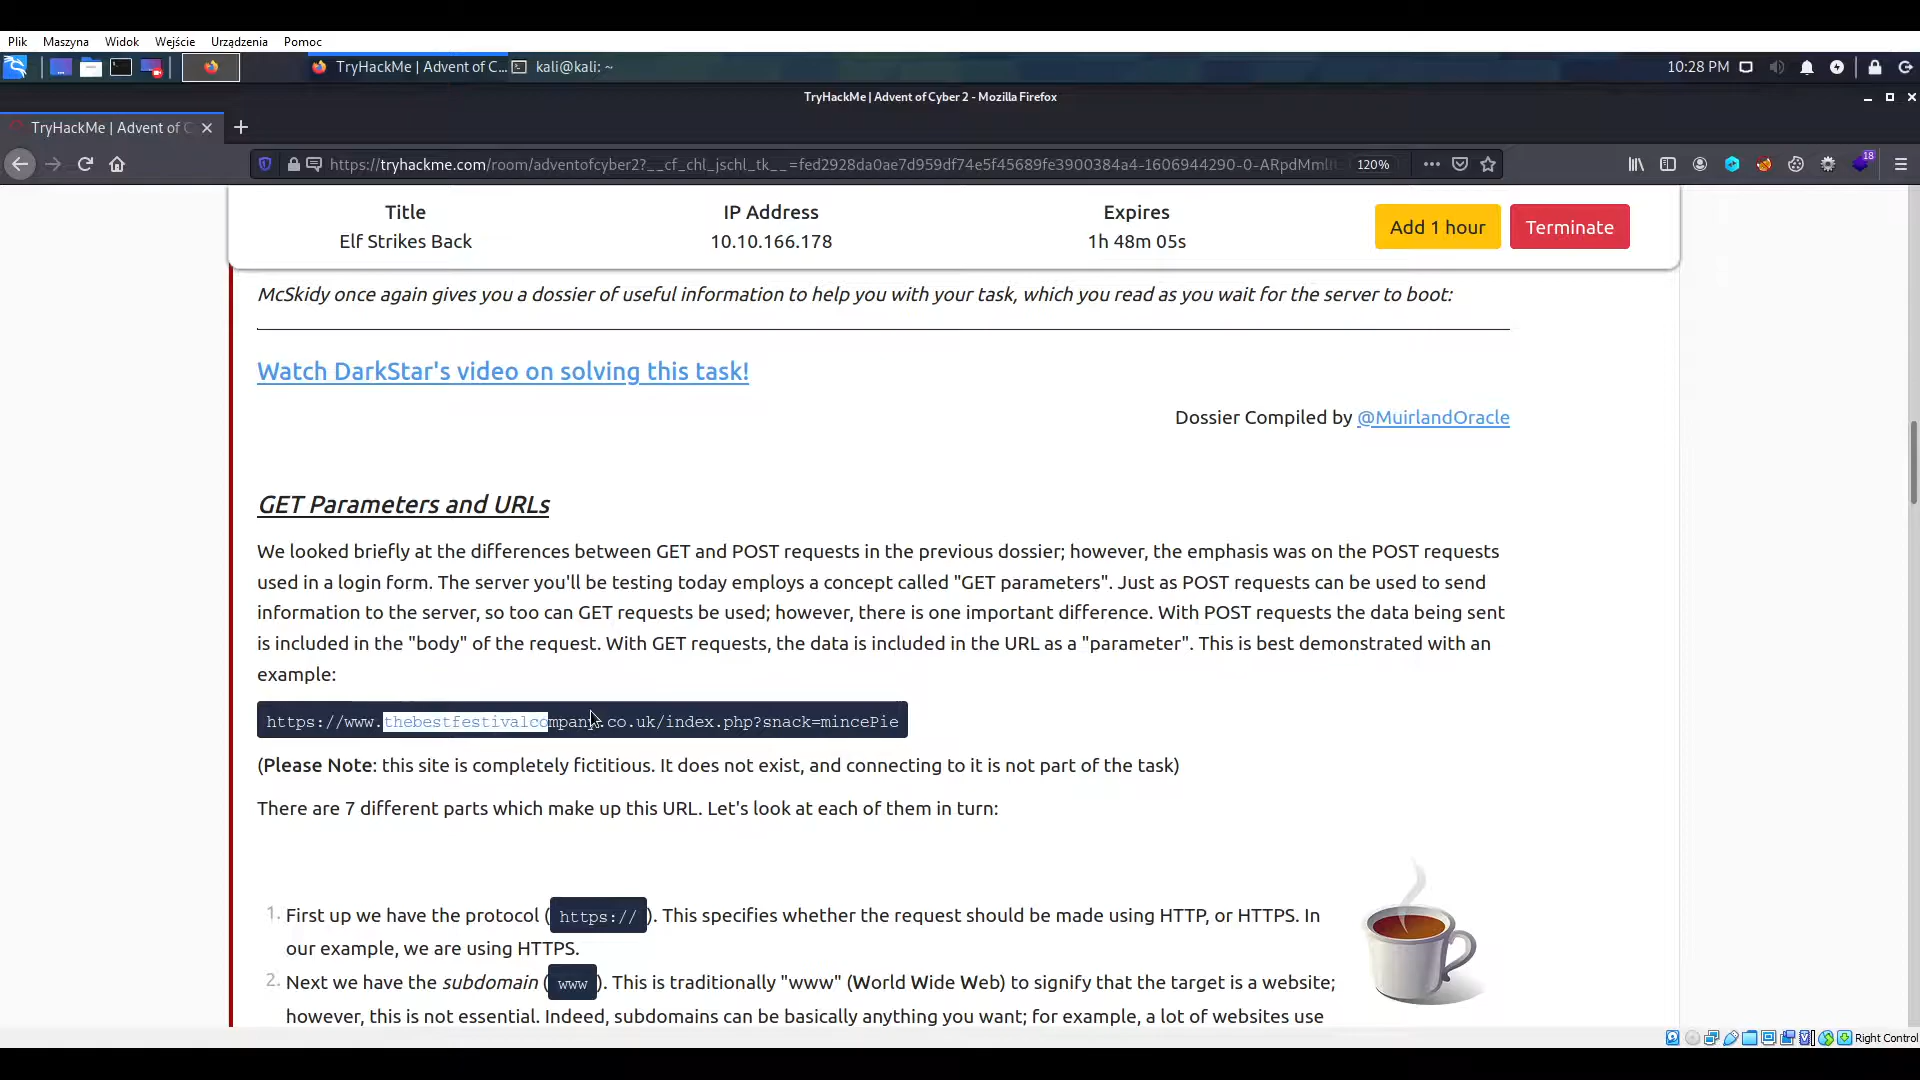 Plik Maszyna Widok Wejście Urządzenia Pomoc
TryHackMe | Advent of C... kali@kali: ~ 10:28 PM
TryHackMe | Advent of Cyber 2 - Mozilla Firefox
TryHackMe | Advent of C
https://tryhackme.com/room/adventofcyber2?__cf_chl_jschl_tk__=fed2928da0ae7d959df74e5f45689fe3900384a4-1606944290-0-ARpdMml 120% 18
Title IP Address Expires
Add 1 hour Terminate
Elf Strikes Back 10.10.166.178 1h 48m 05s
McSkidy once again gives you a dossier of useful information to help you with your task, which you read as you wait for the server to boot:
Watch DarkStar's video on solving this task!
Dossier Compiled by @MuirlandOracle
GET Parameters and URLs
We looked briefly at the differences between GET and POST requests in the previous dossier; however, the emphasis was on the POST requests
used in a login form. The server you'll be testing today employs a concept called "GET parameters". Just as POST requests can be used to send
information to the server, so too can GET requests be used; however, there is one important difference. With POST requests the data being sent
is included in the "body" of the request. With GET requests, the data is included in the URL as a "parameter". This is best demonstrated with an
example:
https://www.thebestfestivalcompany.co.uk/index.php?snack=mincePie
(Please Note: this site is completely fictitious. It does not exist, and connecting to it is not part of the task)
There are 7 different parts which make up this URL. Let's look at each of them in turn:
1. First up we have the protocol ( https:// ). This specifies whether the request should be made using HTTP, or HTTPS. In
our example, we are using HTTPS.
2. Next we have the subdomain ( www ). This is traditionally "www" (World Wide Web) to signify that the target is a website;
however, this is not essential. Indeed, subdomains can be basically anything you want; for example, a lot of websites use
Right Control